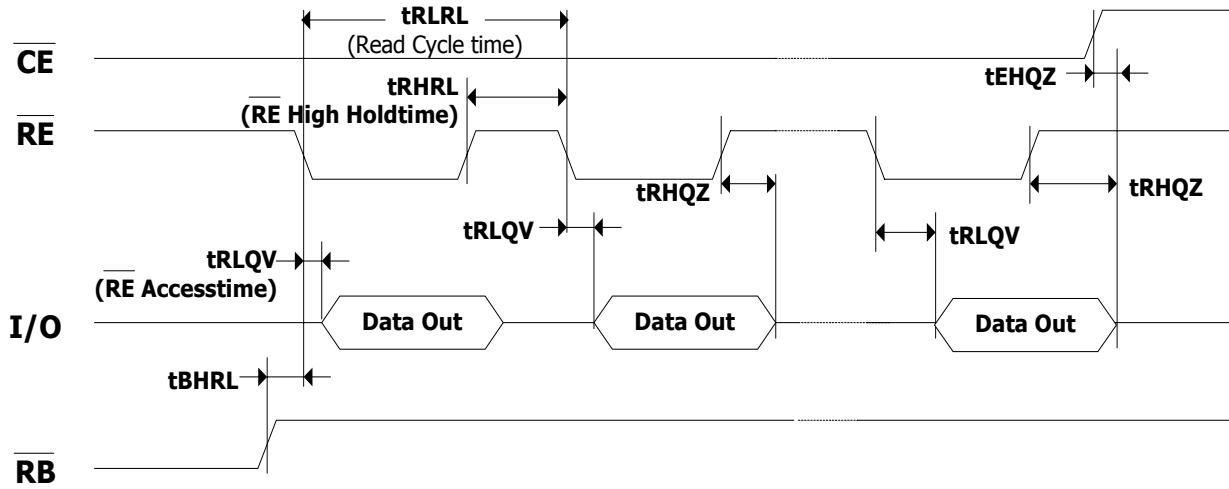 tRLRL
(Read Cycle time)
CE
tEHQZ
tRHRL
(RE High Holdtime)
RE
tRHQZ
tRHQZ
tRLQV
tRLQV
tRLQV
(RE Accesstime)
I/O
Data Out
Data Out
Data Out
tBHRL
RB